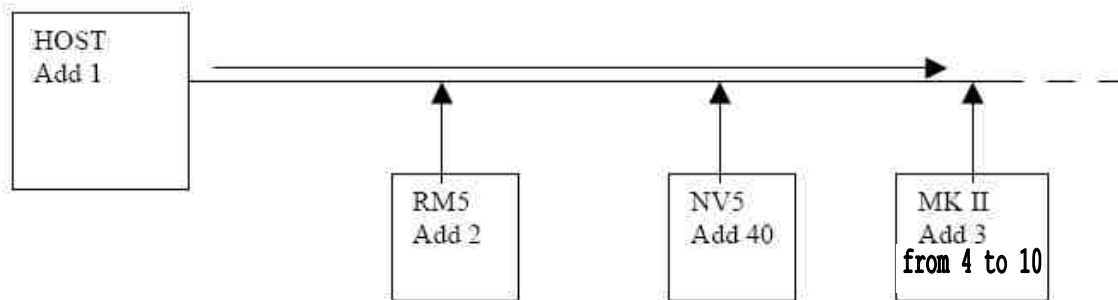 HOST
Add 1
RM5
Add 2
NV5
Add 40
MK II
Add 3
from 4 to 10